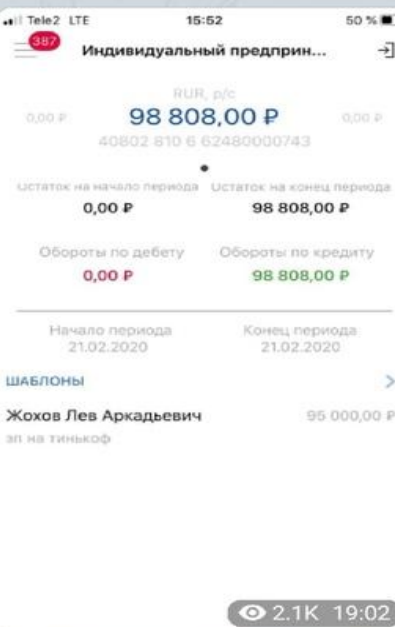 Tele2 LTE 15:52 50 %
387
Индивидуальный предприн...
RUR, р/с
0,00 ₽ 98 808,00 ₽ 0,00 ₽
40802 810 6 62480000743
Остаток на начало периода Остаток на конец периода
0,00 ₽ 98 808,00 ₽
Обороты по дебету Обороты по кредиту
0,00 ₽ 98 808,00 ₽
Начало периода Конец периода
21.02.2020 21.02.2020
ШАБЛОНЫ
Жохов Лев Аркадьевич 95 000,00 ₽
зп на тинькоф
2.1K 19:02